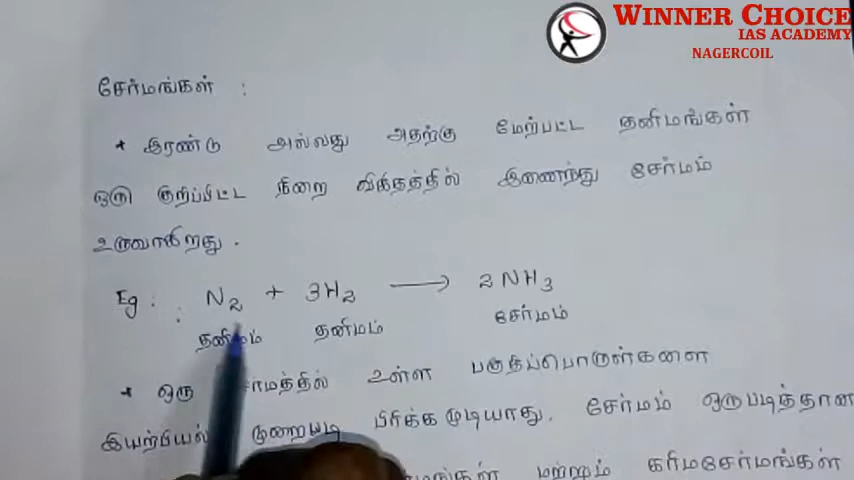 WINNER CHOICE
IAS ACADEMY
NAGERCOIL
சேர்மங்கள் :
* இரண்டு அல்லது அதற்கு மேற்பட்ட தனிமங்கள்
ஒரு குறிப்பிட்ட நிறை விகிதத்தில் இணைந்து சேர்மம்
உருவாகிறது.
Eg : N2 + 3H2 → 2NH3
தனிமம் தனிமம் சேர்மம்
* ஒரு உள்ள பகுதிப்பொருள்களை
இயற்பியல் முறைபடி பிரிக்க முடியாது. சேர்மம் ஒருபடித்தான
மற்றும் கரிமசேர்மங்கள்